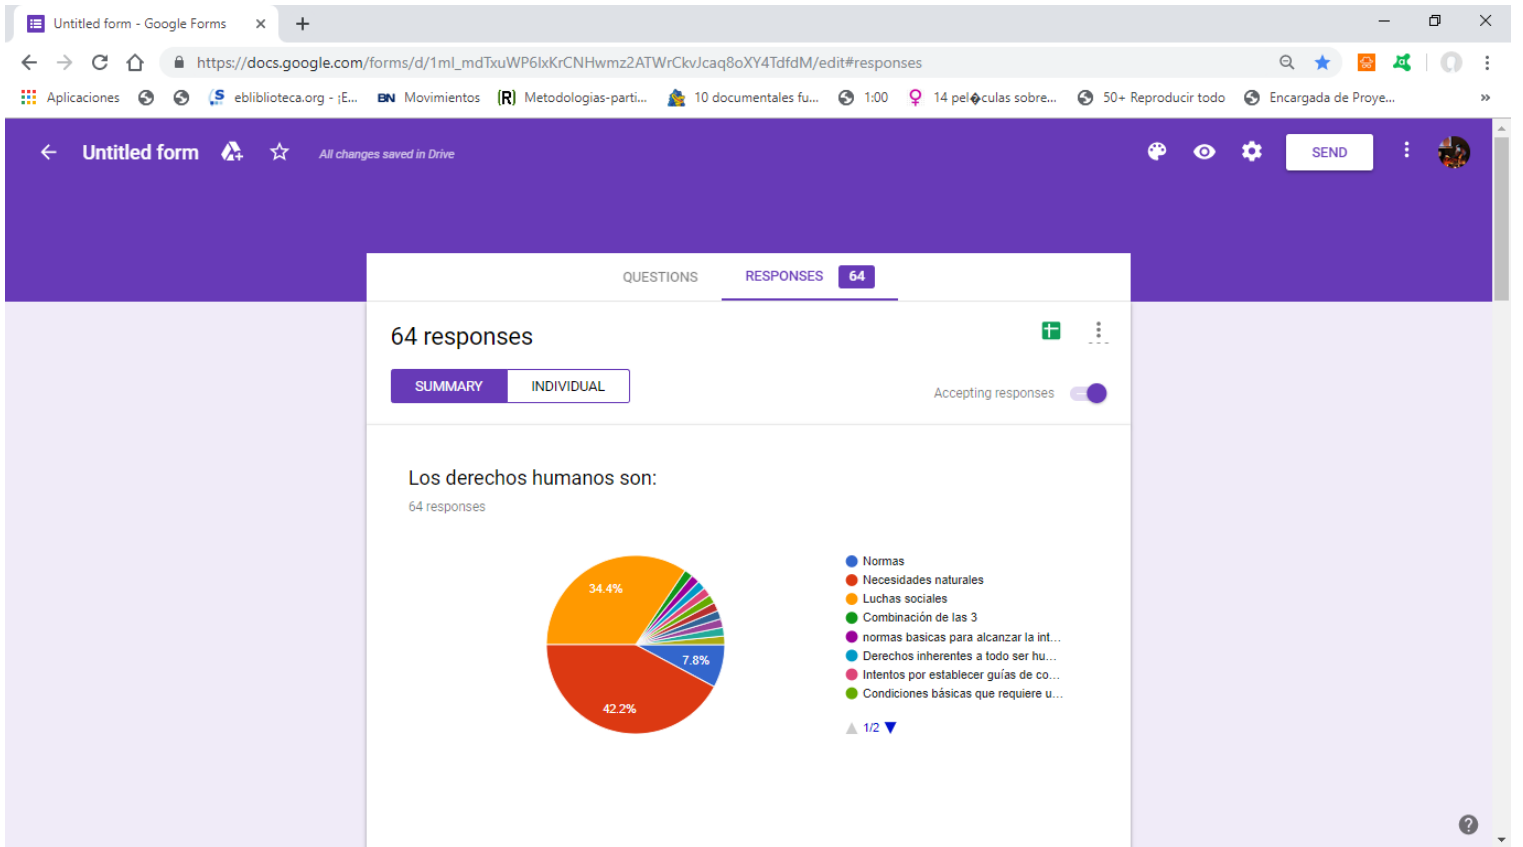 Untitled form - Google Forms
https://docs.google.com/forms/d/1ml_mdTxuWP6IxKrCNHwmz2ATWrCkvJcaq8oXY4TdfdM/edit#responses
Aplicaciones ebliblioteca.org - ¡E... BN Movimientos (R) Metodologias-parti... 10 documentales fu... 1:00 14 pel�culas sobre... 50+ Reproducir todo Encargada de Proye... »
Untitled form All changes saved in Drive SEND
QUESTIONS RESPONSES 64
64 responses
SUMMARY INDIVIDUAL
Accepting responses
Los derechos humanos son:
64 responses
34.4%
7.8%
42.2%
Normas
Necesidades naturales
Luchas sociales
Combinación de las 3
normas basicas para alcanzar la int...
Derechos inherentes a todo ser hu...
Intentos por establecer guías de co...
Condiciones básicas que requiere u...
1/2